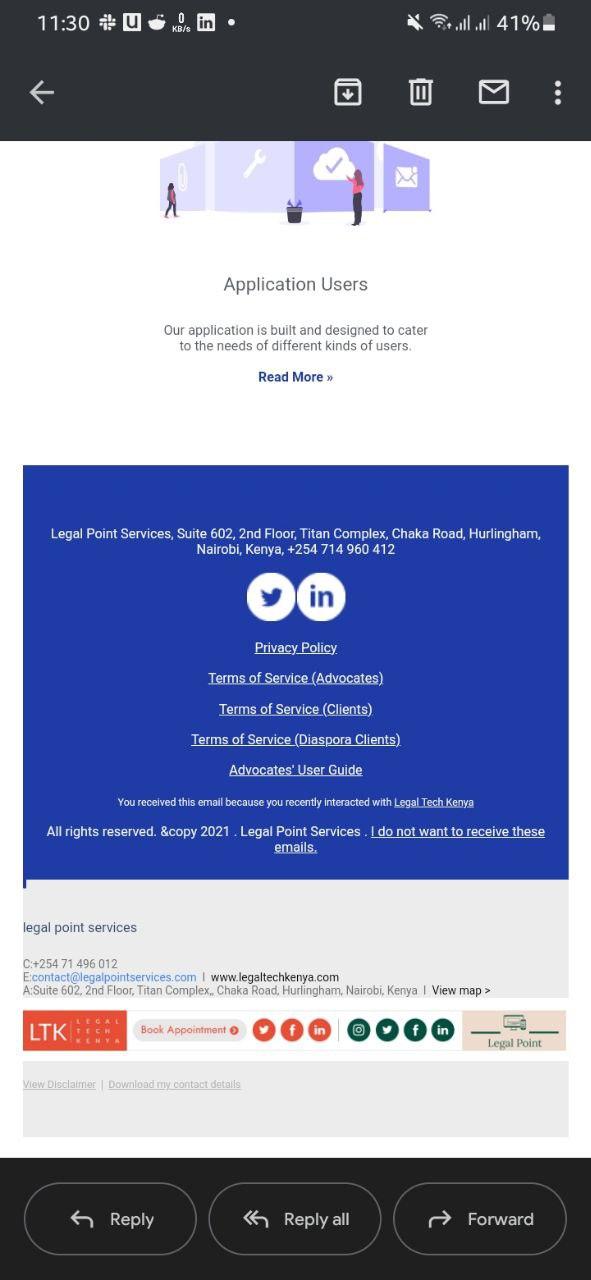 11:30
0
KB/s
41%
Application Users
Our application is built and designed to cater
to the needs of different kinds of users.
Read More »
Legal Point Services, Suite 602, 2nd Floor, Titan Complex, Chaka Road, Hurlingham,
Nairobi, Kenya, +254 714 960 412
Privacy Policy
Terms of Service (Advocates)
Terms of Service (Clients)
Terms of Service (Diaspora Clients)
Advocates' User Guide
You received this email because you recently interacted with Legal Tech Kenya
All rights reserved. &copy 2021 . Legal Point Services . I do not want to receive these
emails.
legal point services
C:+254 71 496 012
E:contact@legalpointservices.com | www.legaltechkenya.com
A:Suite 602, 2nd Floor, Titan Complex,, Chaka Road, Hurlingham, Nairobi, Kenya | View map >
LTK LEGAL TECH KENYA Book Appointment Legal Point
View Disclaimer | Download my contact details
Reply Reply all Forward